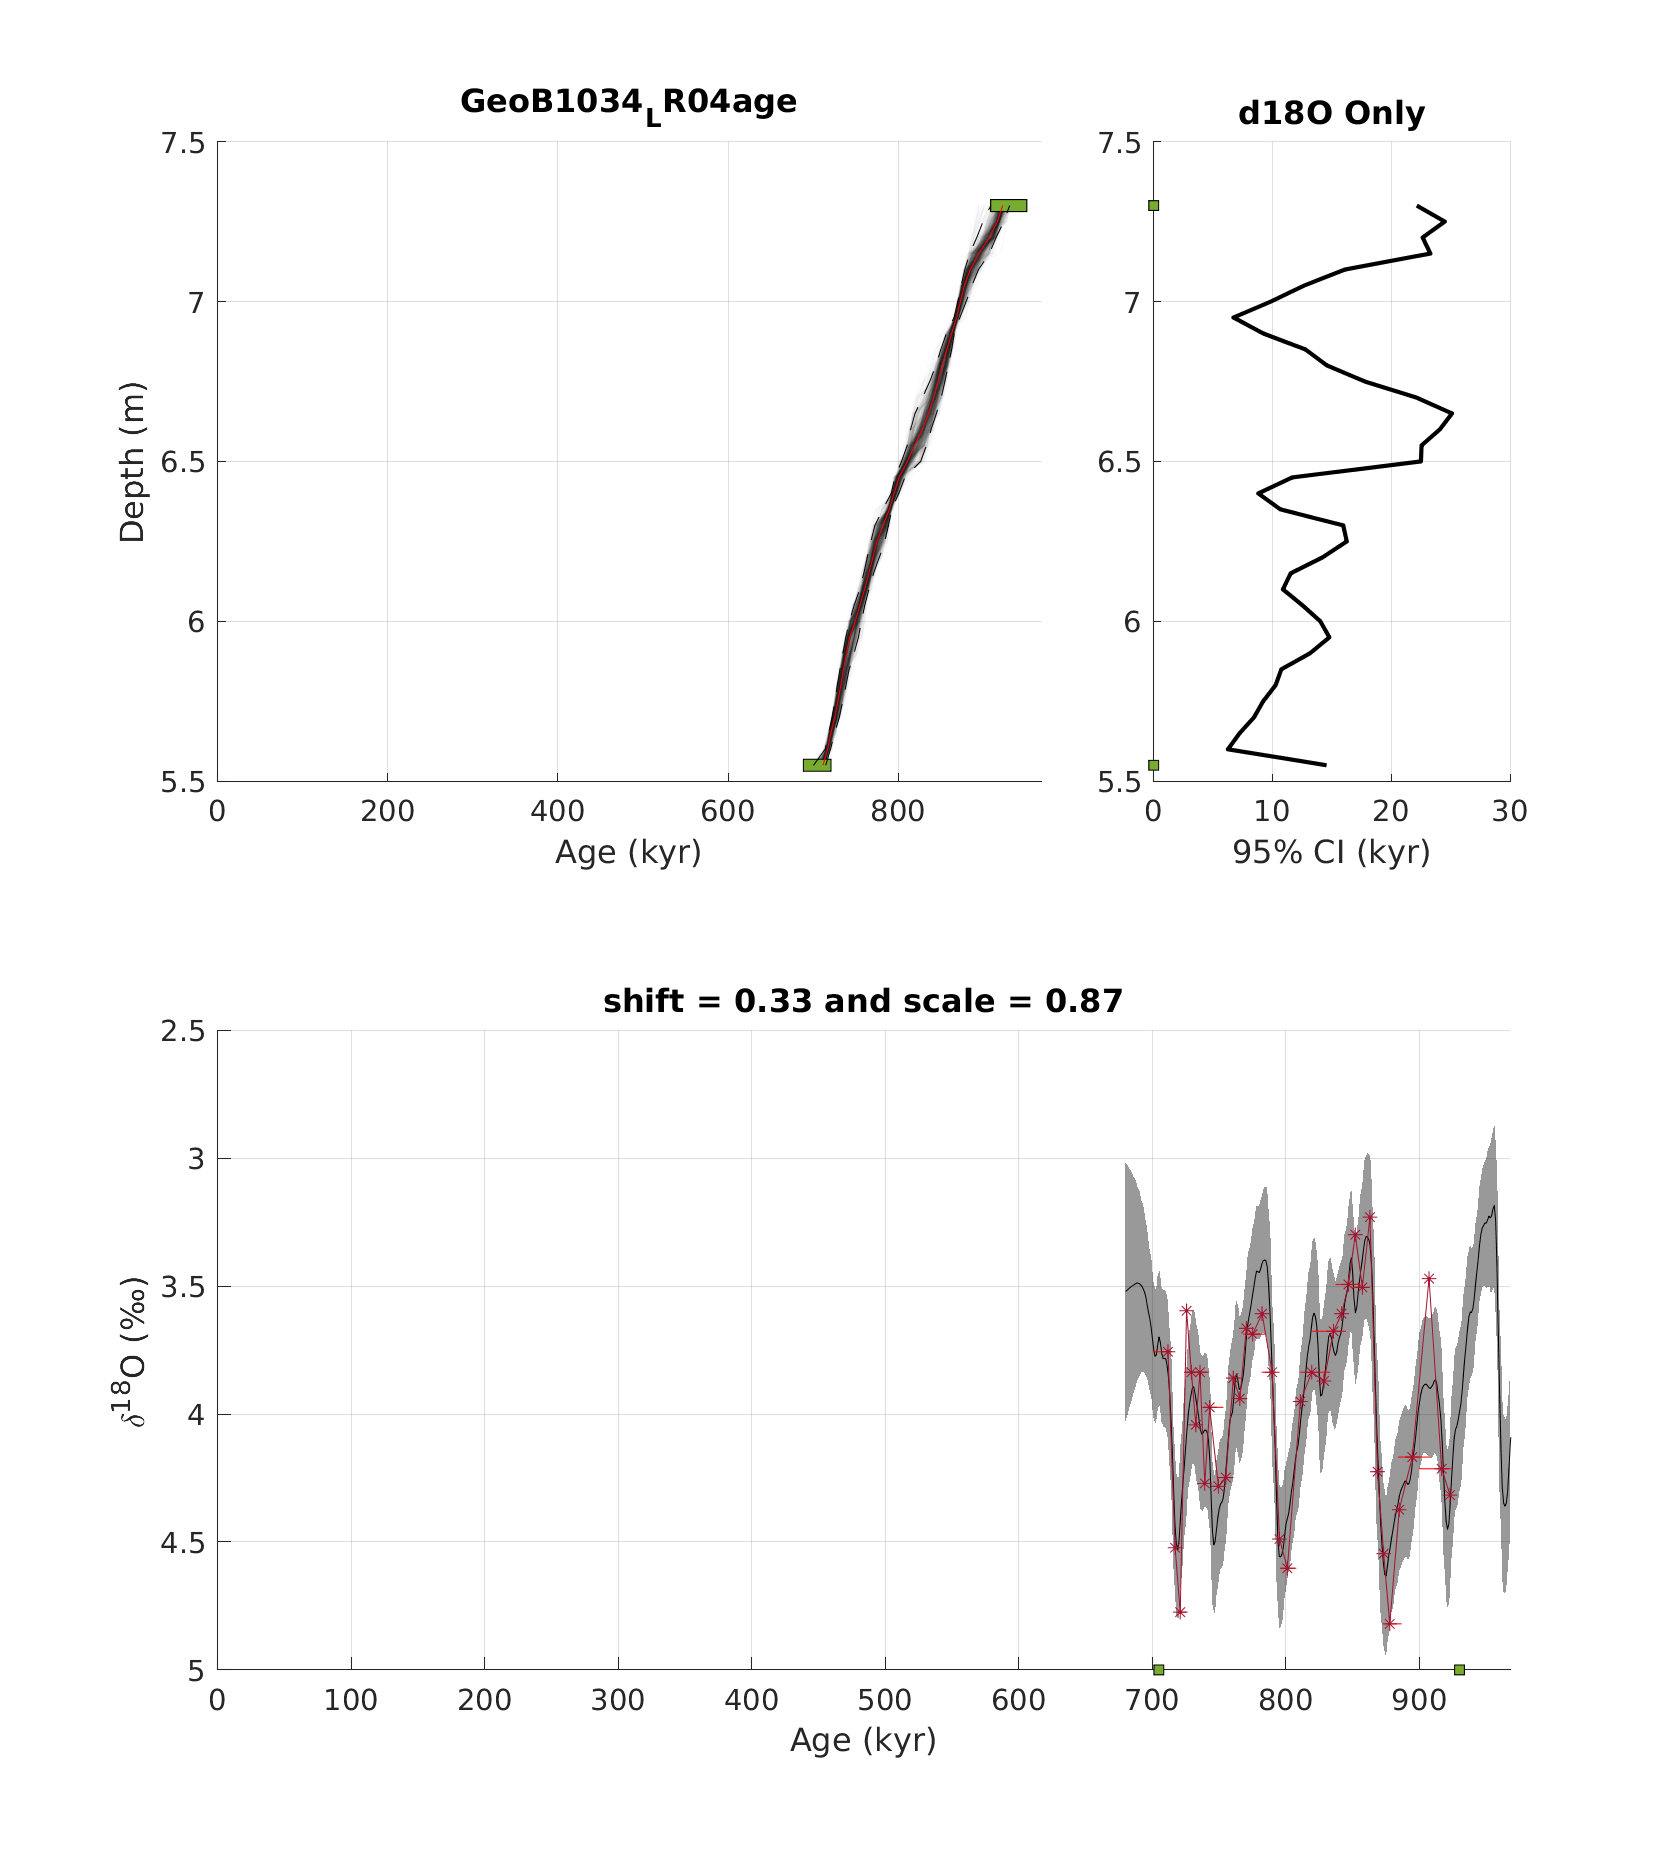 GeoB1034_LR04age
7.5
7
6.5
6
5.5
0 200 400 600 800
Depth (m)
Age (kyr)
d18O Only
7.5
7
6.5
6
5.5
0 10 20 30
95% CI (kyr)
shift = 0.33 and scale = 0.87
2.5
3
3.5
4
4.5
5
0 100 200 300 400 500 600 700 800 900
δ18O (‰)
Age (kyr)